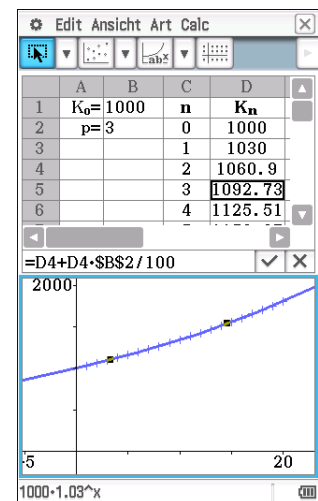 Edit Ansicht Art Calc
A B C D
1 K₀= 1000 n Kₙ
2 p= 3 0 1000
3 1 1030
4 2 1060.9
5 3 1092.73
6 4 1125.51
=D4+D4·$B$2/100
2000
-5 20
1000·1.03^x